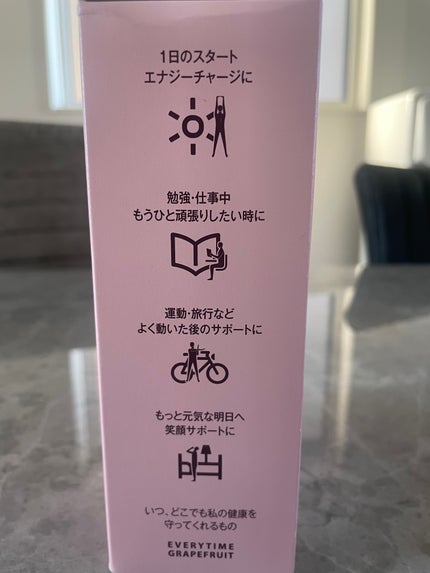 1日のスタート
エナジーチャージに
勉強・仕事中
もうひと頑張りしたい時に
運動・旅行など
よく動いた後のサポートに
もっと元気な明日へ
笑顔サポートに
いつ、どこでも私の健康を
守ってくれるもの
EVERYTIME
GRAPEFRUIT